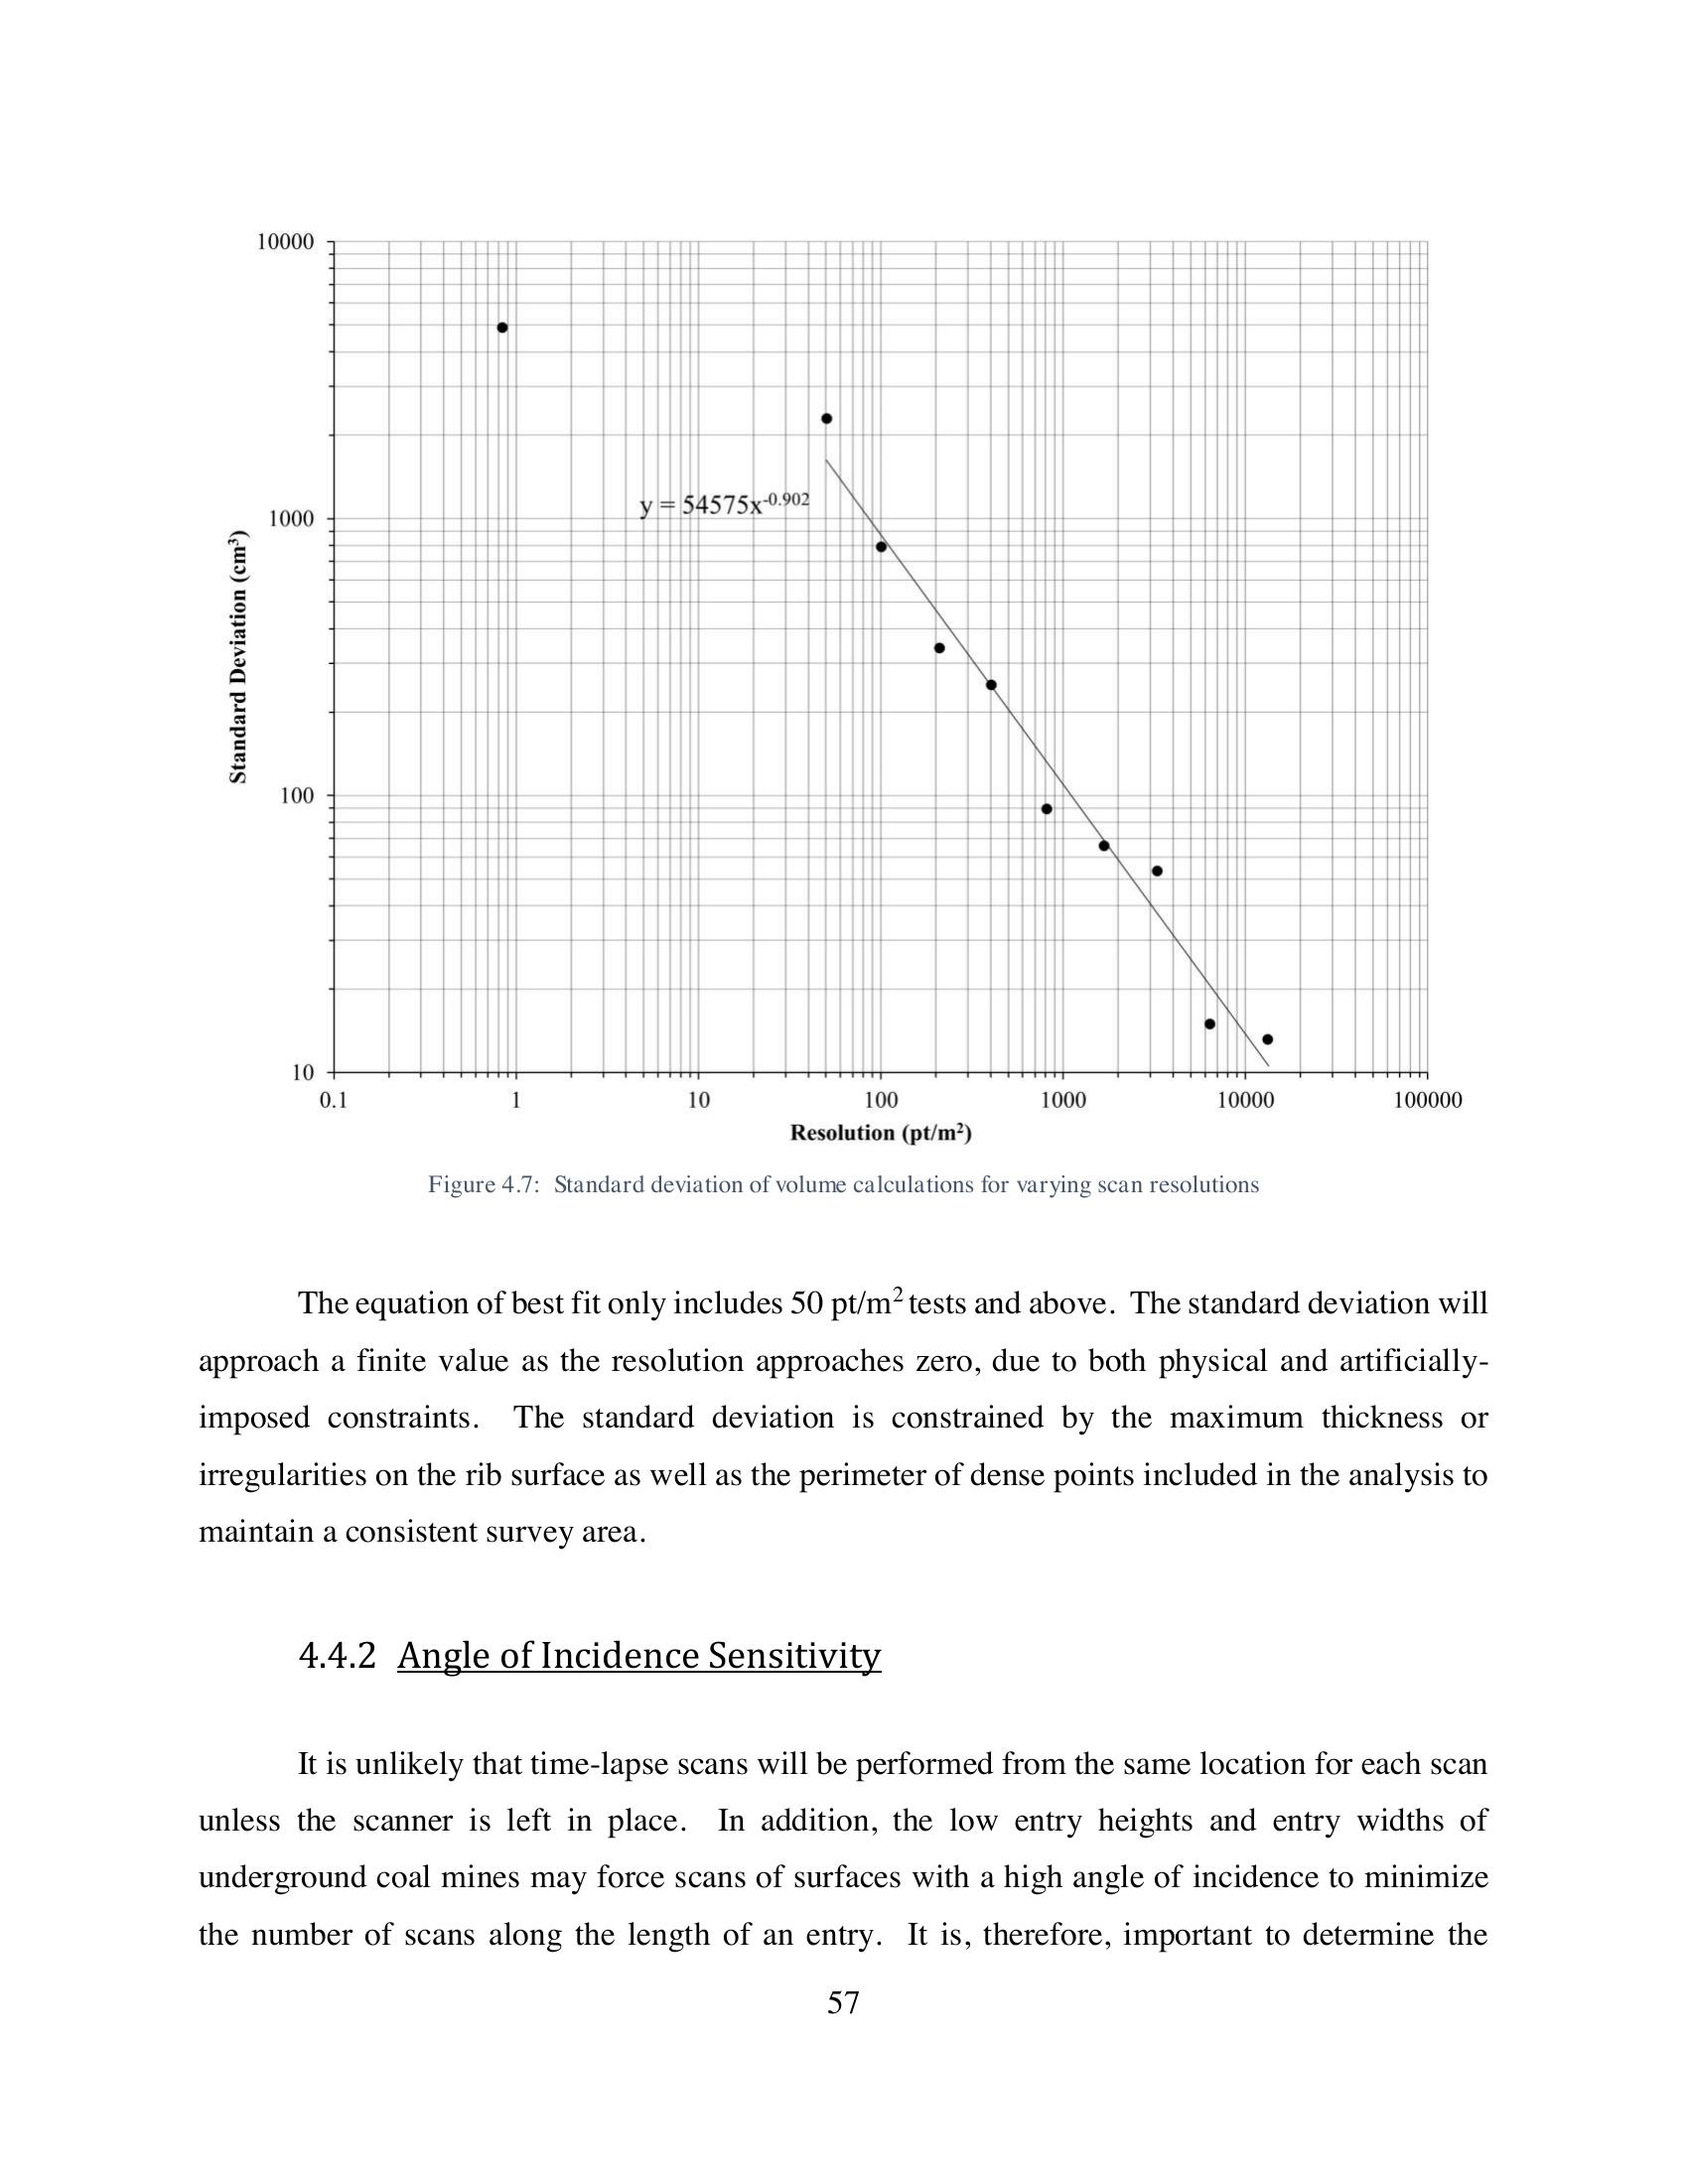 10000
1000
100
10
Standard Deviation (cm³)
y = 54575x^-0.902
0.1 1 10 100 1000 10000 100000
Resolution (pt/m²)
Figure 4.7: Standard deviation of volume calculations for varying scan resolutions
The equation of best fit only includes 50 pt/m² tests and above. The standard deviation will
approach a finite value as the resolution approaches zero, due to both physical and artificially-
imposed constraints. The standard deviation is constrained by the maximum thickness or
irregularities on the rib surface as well as the perimeter of dense points included in the analysis to
maintain a consistent survey area.
4.4.2 Angle of Incidence Sensitivity
It is unlikely that time-lapse scans will be performed from the same location for each scan
unless the scanner is left in place. In addition, the low entry heights and entry widths of
underground coal mines may force scans of surfaces with a high angle of incidence to minimize
the number of scans along the length of an entry. It is, therefore, important to determine the
57